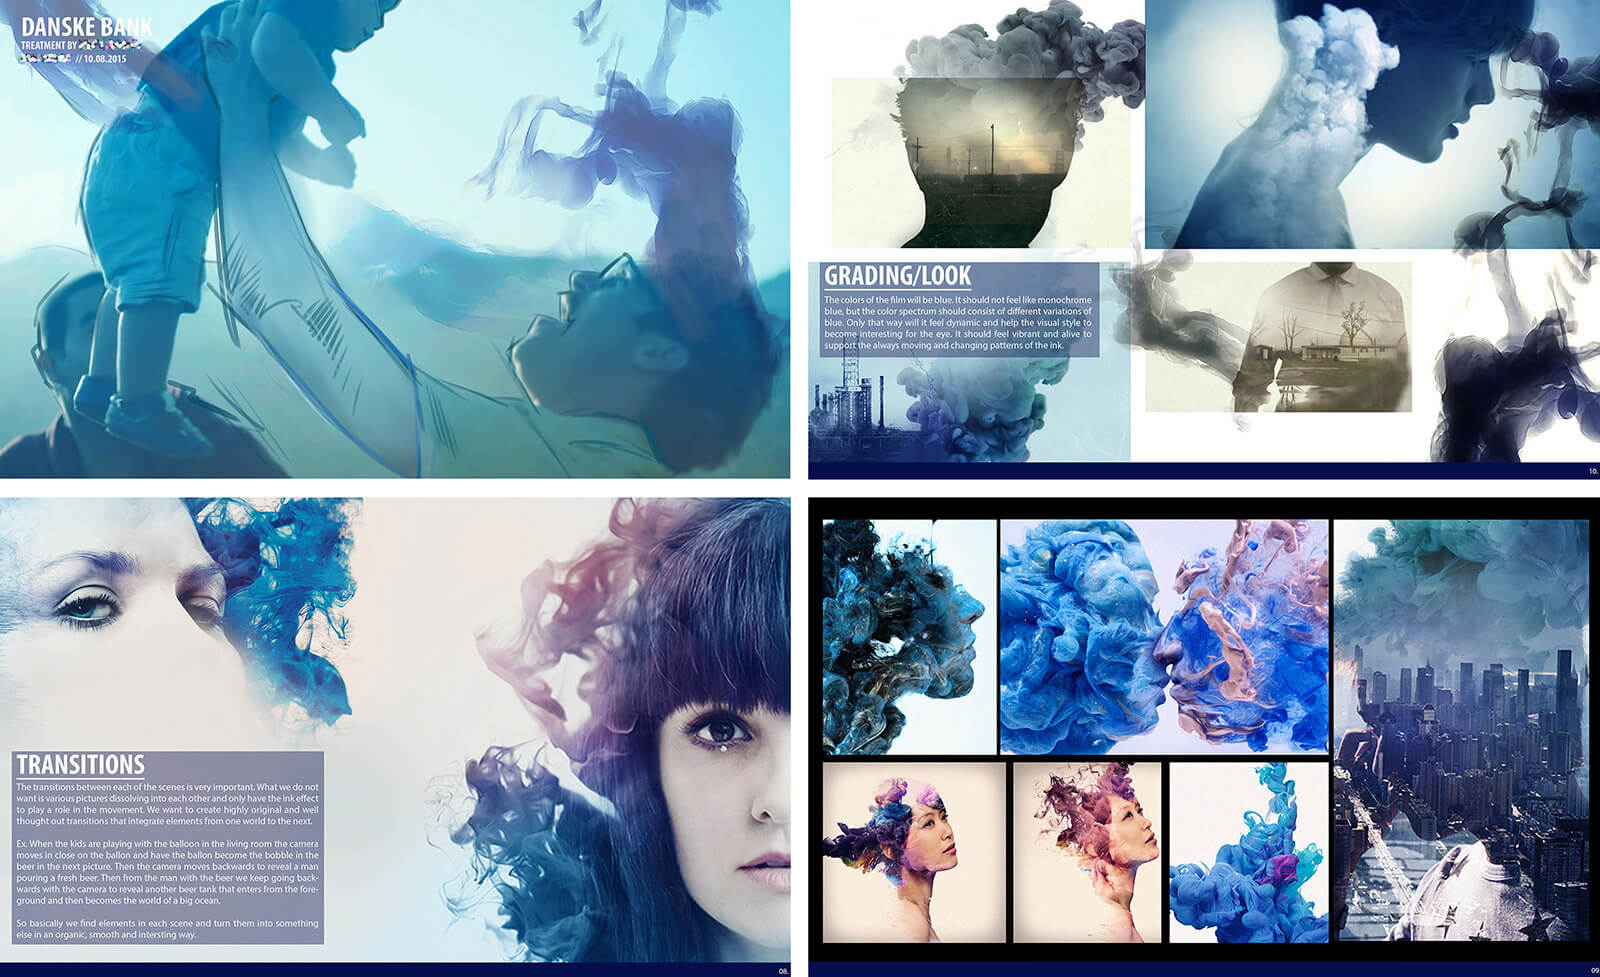 DANSKE BANK
TREATMENT BY
// 10.08.2015
GRADING/LOOK
The colors of the film will be blue. It should not feel like monochrome
blue, but the color spectrum should consist of different variations of
blue. Only that way will it feel dynamic and help the visual style to
become interesting for the eye. It should feel vibrant and alive to
support the always moving and changing patterns of the ink.
10.
TRANSITIONS
The transitions between each of the scenes is very important. What we do not
want is various pictures dissolving into each other and only have the ink effect
to play a role in the movement. We want to create highly original and well
thought out transitions that integrate elements from one world to the next.
Ex. When the kids are playing with the balloon in the living room the camera
moves in close on the ballon and have the ballon become the bobble in the
beer in the next picture. Then the camera moves backwards to reveal a man
pouring a fresh beer. Then from the man with the beer we keep going back-
wards with the camera to reveal another beer tank that enters from the fore-
ground and then becomes the world of a big ocean.
So basically we find elements in each scene and turn them into something
else in an organic, smooth and intersting way.
08.
09